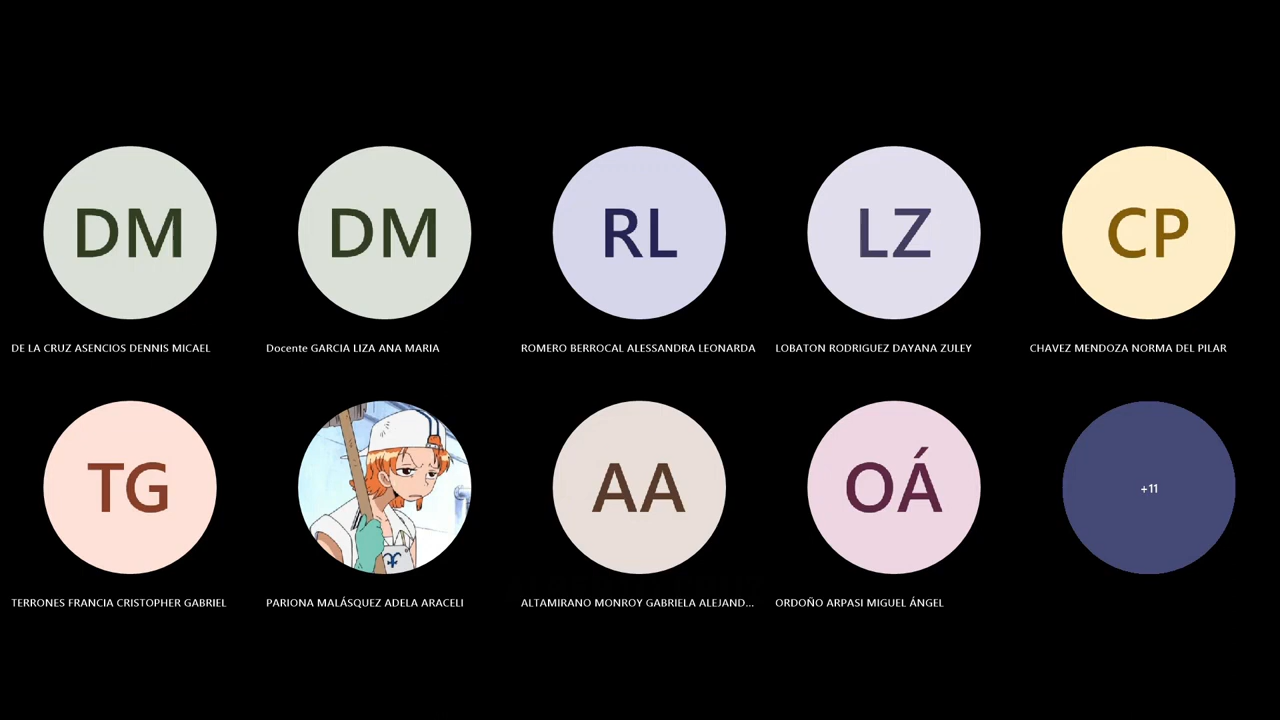 DM
DM
RL
LZ
CP
DE LA CRUZ ASENCIOS DENNIS MICAEL
Docente GARCIA LIZA ANA MARIA
ROMERO BERROCAL ALESSANDRA LEONARDA
LOBATON RODRIGUEZ DAYANA ZULEY
CHAVEZ MENDOZA NORMA DEL PILAR
TG
AA
OÁ
+11
TERRONES FRANCIA CRISTOPHER GABRIEL
PARIONA MALÁSQUEZ ADELA ARACELI
ALTAMIRANO MONROY GABRIELA ALEJAND...
ORDOÑO ARPASI MIGUEL ÁNGEL